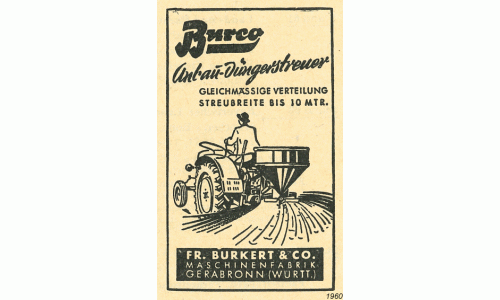 Burco
Anbau-Düngerstreuer
GLEICHMÄSSIGE VERTEILUNG
STREUBREITE BIS 10 MTR.
FR. BURKERT & CO.
MASCHINENFABRIK
GERABRONN (WÜRTT.)
1960